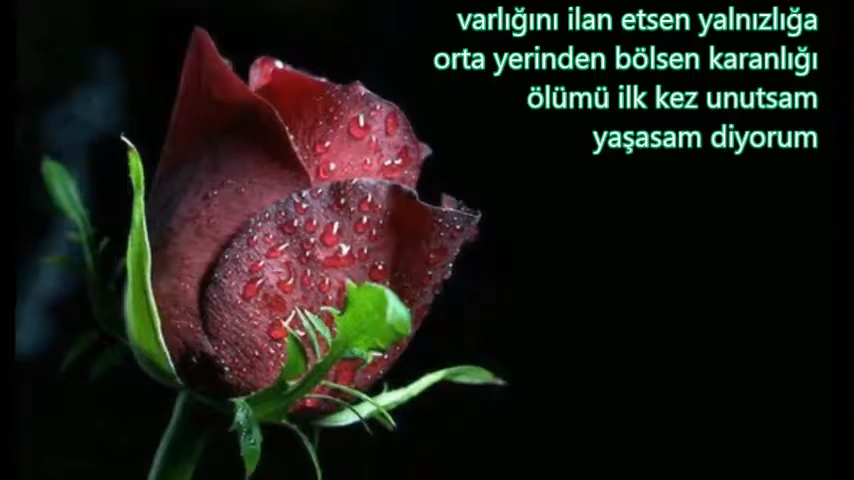 varlığını ilan etsen yalnızlığa
orta yerinden bölsen karanlığı
ölümü ilk kez unutsam
yaşasam diyorum